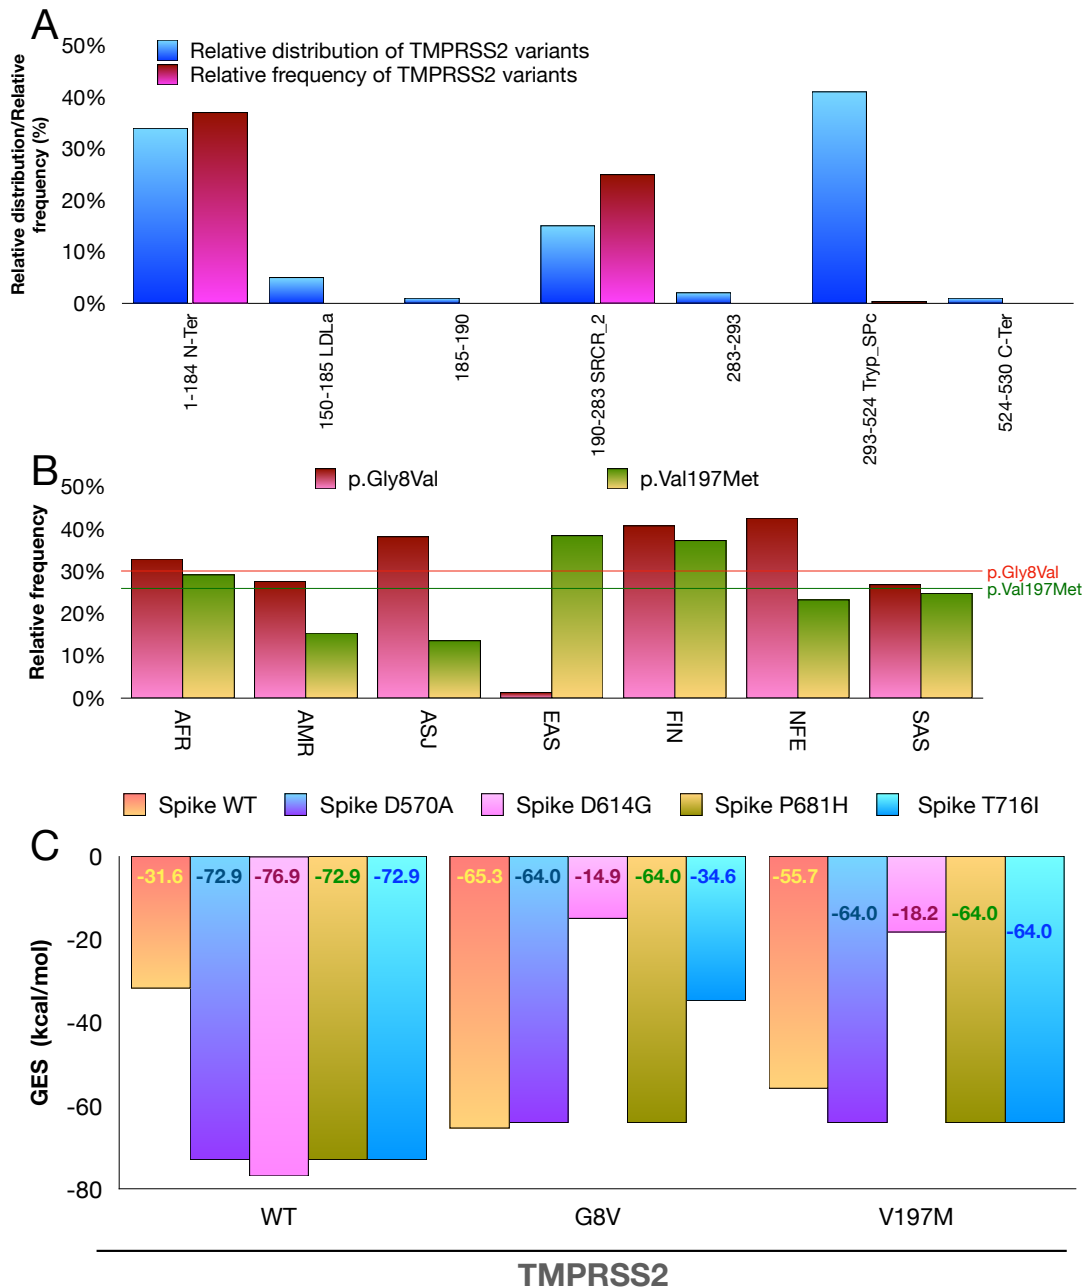 A
Relative distribution/Relative
frequency (%)
50%
40%
30%
20%
10%
0%
Relative distribution of TMPRSS2 variants
Relative frequency of TMPRSS2 variants
1-184 N-Ter
150-185 LDLa
185-190
190-283 SRCR_2
283-293
293-524 Tryp_SPc
524-530 C-Ter
B
Relative frequency
50%
40%
30%
20%
10%
0%
p.Gly8Val
p.Val197Met
p.Gly8Val
p.Val197Met
AFR
AMR
ASJ
EAS
FIN
NFE
SAS
Spike WT
Spike D570A
Spike D614G
Spike P681H
Spike T716I
C
GES (kcal/mol)
0
-20
-40
-60
-80
-31.6
-72.9
-76.9
-72.9
-72.9
-65.3
-64.0
-14.9
-64.0
-34.6
-55.7
-64.0
-18.2
-64.0
-64.0
WT
G8V
V197M
TMPRSS2